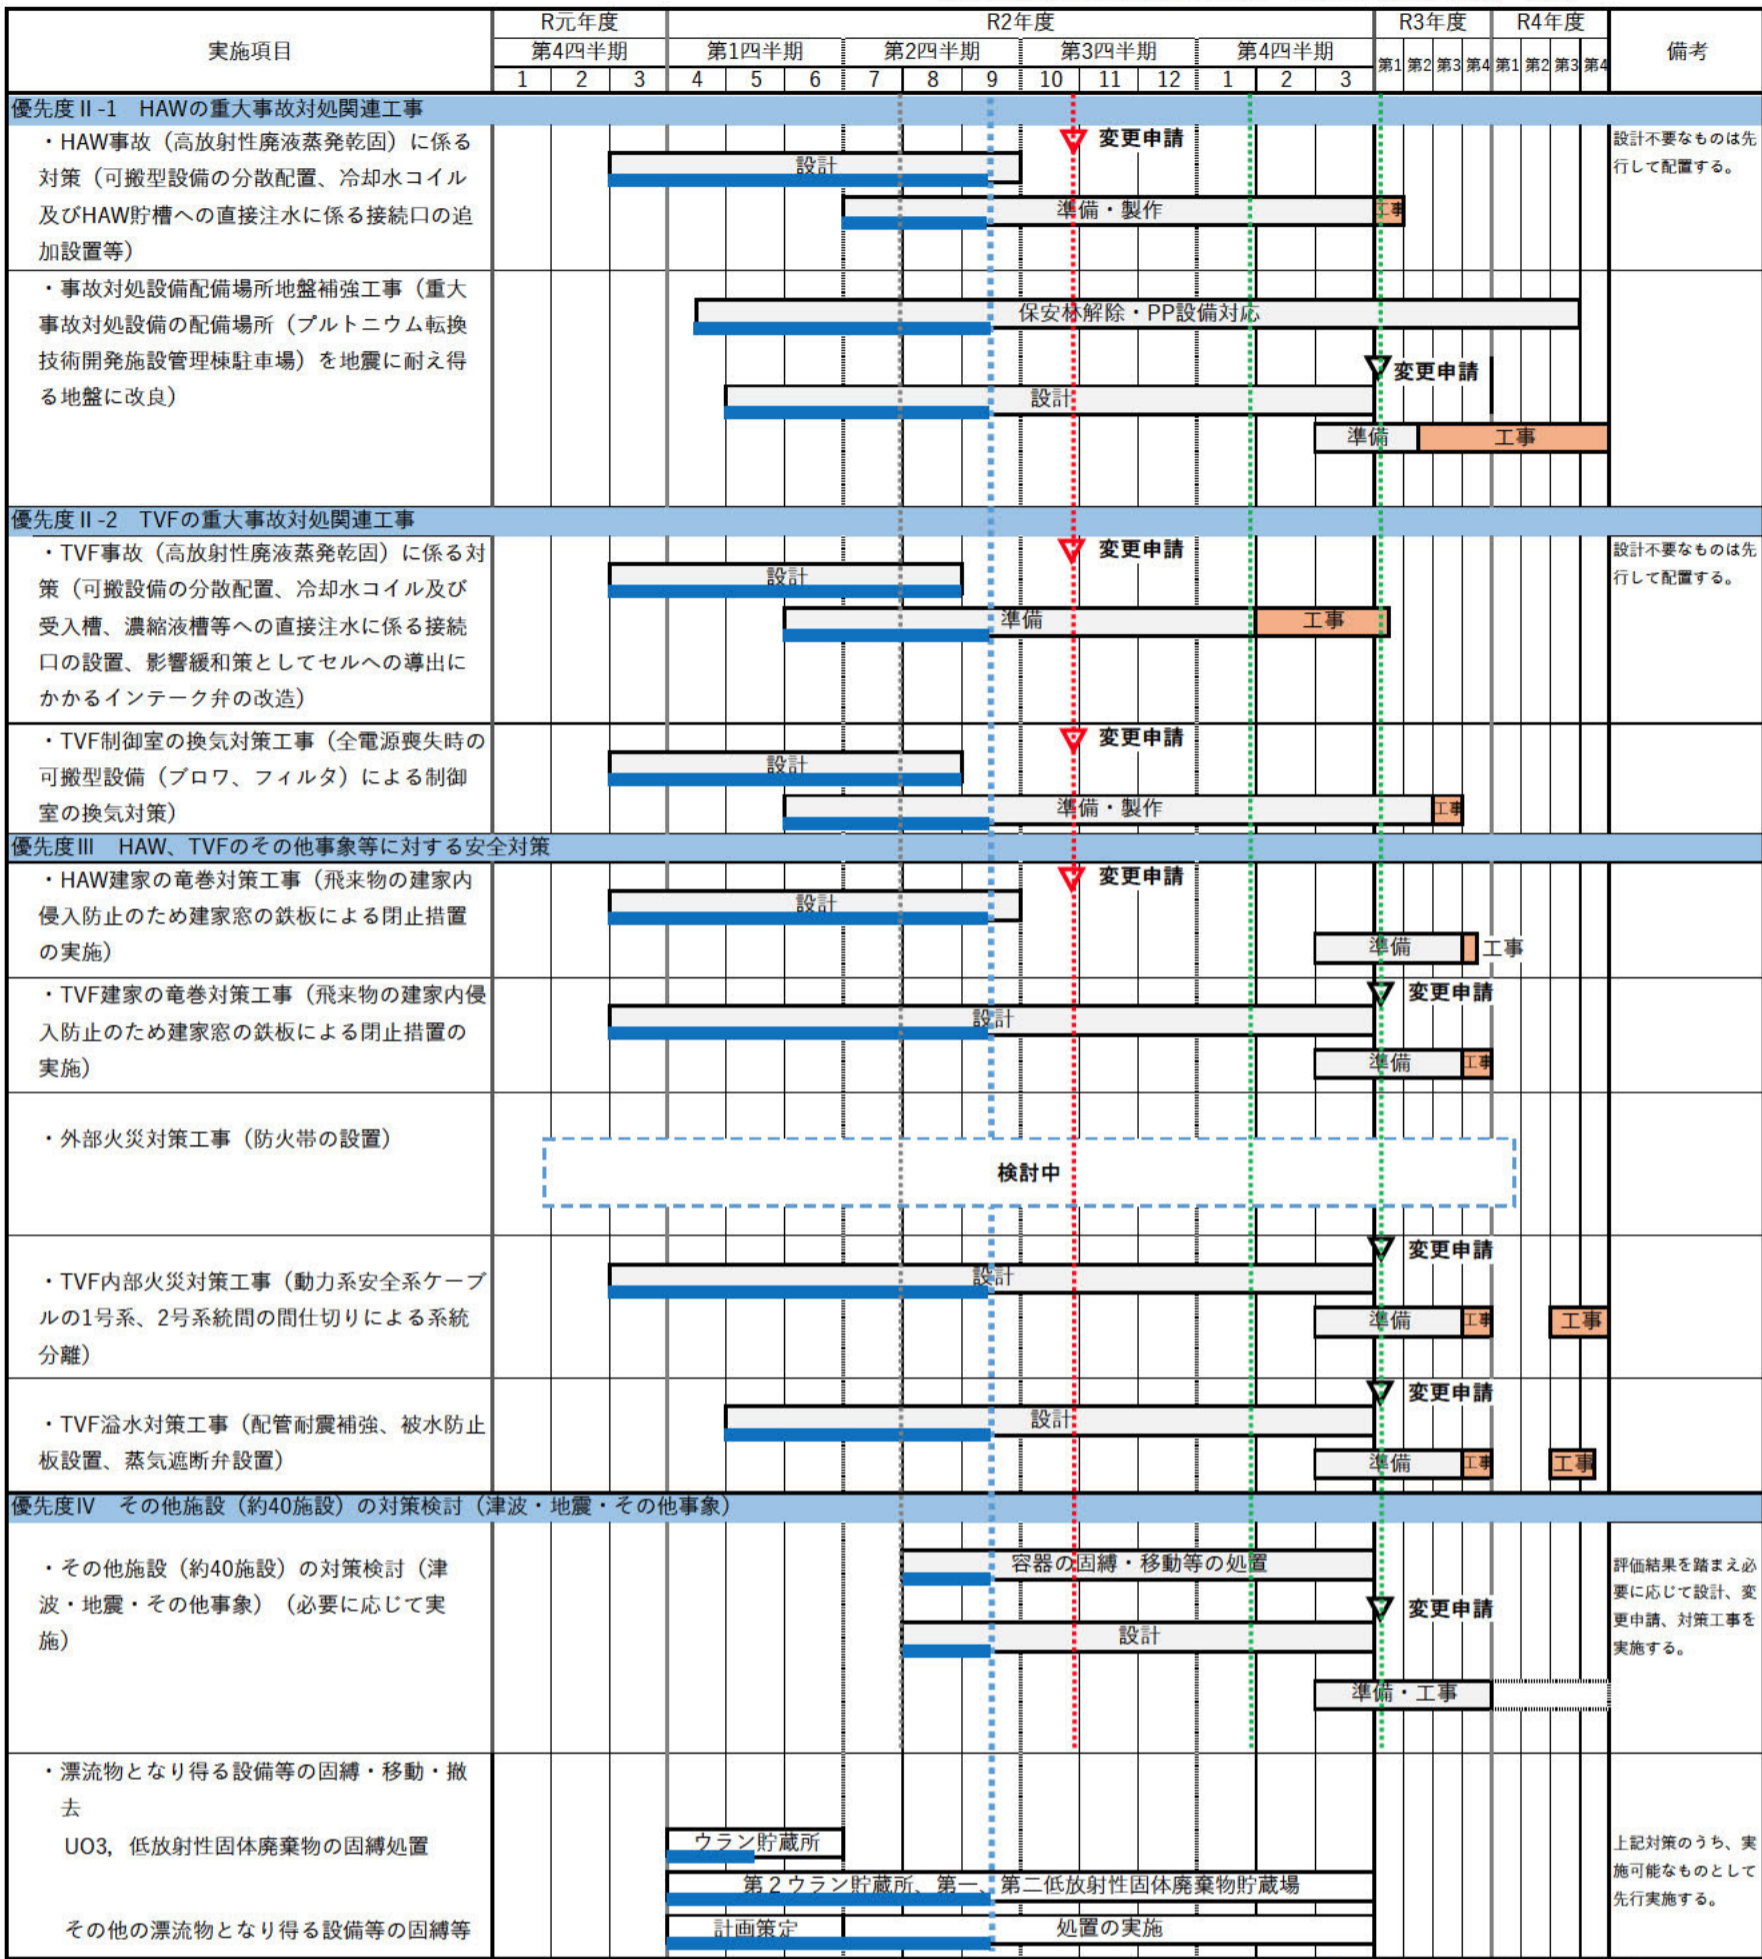 実施項目
R元年度
R2年度
R3年度
R4年度
備考
第4四半期
第1四半期
第2四半期
第3四半期
第4四半期
第1 第2 第3 第4 第1 第2 第3 第4
1 2 3 4 5 6 7 8 9 10 11 12 1 2 3
優先度Ⅱ-1 HAWの重大事故対処関連工事
・HAW事故（高放射性廃液蒸発乾固）に係る
対策（可搬型設備の分散配置、冷却水コイル
及びHAW貯槽への直接注水に係る接続口の追
加設置等）
変更申請
設計
準備・製作
工事
設計不要なものは先
行して配置する。
・事故対処設備配備場所地盤補強工事（重大
事故対処設備の配備場所（プルトニウム転換
技術開発施設管理棟駐車場）を地震に耐え得
る地盤に改良）
保安林解除・PP設備対応
変更申請
設計
準備
工事
優先度Ⅱ-2 TVFの重大事故対処関連工事
・TVF事故（高放射性廃液蒸発乾固）に係る対
策（可搬設備の分散配置、冷却水コイル及び
受入槽、濃縮液槽等への直接注水に係る接続
口の設置、影響緩和策としてセルへの導出に
かかるインテーク弁の改造）
変更申請
設計
準備
工事
設計不要なものは先
行して配置する。
・TVF制御室の換気対策工事（全電源喪失時の
可搬型設備（ブロワ、フィルタ）による制御
室の換気対策）
変更申請
設計
準備・製作
工事
優先度Ⅲ HAW、TVFのその他事象等に対する安全対策
・HAW建家の竜巻対策工事（飛来物の建家内
侵入防止のため建家窓の鉄板による閉止措置
の実施）
変更申請
設計
準備
工事
・TVF建家の竜巻対策工事（飛来物の建家内侵
入防止のため建家窓の鉄板による閉止措置の
実施）
変更申請
設計
準備
工事
・外部火災対策工事（防火帯の設置）
検討中
・TVF内部火災対策工事（動力系安全系ケーブ
ルの1号系、2号系統間の間仕切りによる系統
分離）
変更申請
設計
準備
工事
工事
・TVF溢水対策工事（配管耐震補強、被水防止
板設置、蒸気遮断弁設置）
変更申請
設計
準備
工事
工事
優先度Ⅳ その他施設（約40施設）の対策検討（津波・地震・その他事象）
・その他施設（約40施設）の対策検討（津
波・地震・その他事象）（必要に応じて実
施）
容器の固縛・移動等の処置
変更申請
設計
準備・工事
評価結果を踏まえ必
要に応じて設計、変
更申請、対策工事を
実施する。
・漂流物となり得る設備等の固縛・移動・撤
去
UO3，低放射性固体廃棄物の固縛処置
ウラン貯蔵所
第２ウラン貯蔵所、第一、第二低放射性固体廃棄物貯蔵場
その他の漂流物となり得る設備等の固縛等
計画策定
処置の実施
上記対策のうち、実
施可能なものとして
先行実施する。